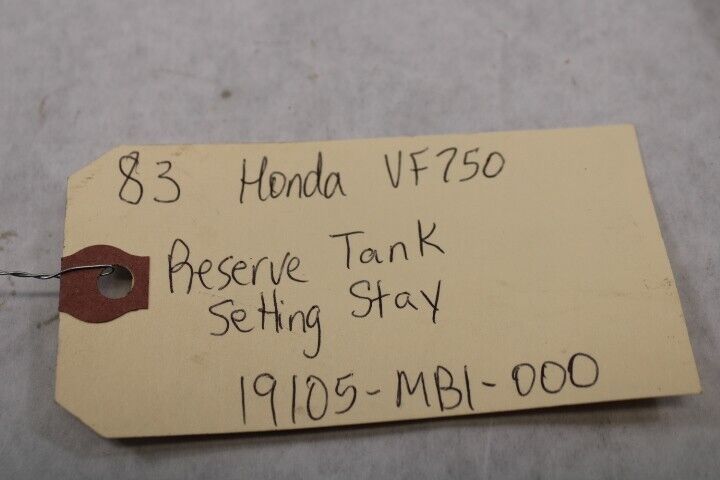 83 Honda VF750
Reserve Tank
Setting Stay
19105-MB1-000